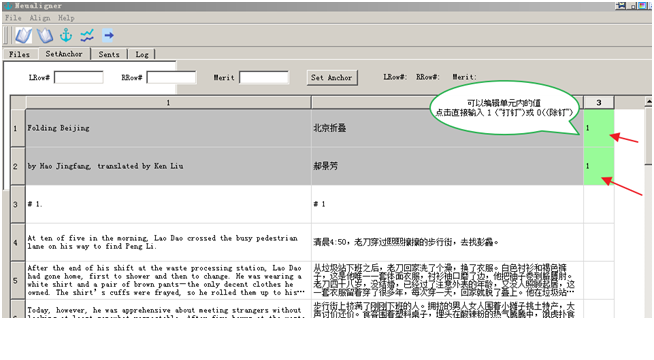 Newaligner
File Align Help
Files SetAnchor Sents Log
LRow# RRow# Merit Set Anchor LRow#: RRow#: Merit:
可以编辑单元内的值
点击直接输入 1 ("打钉")或 0((除钉")
1 3
1 Folding Beijing 北京折叠 1
2 by Hao Jingfang, translated by Ken Liu 郝景芳 1
3 # 1. # 1
4 At ten of five in the morning, Lao Dao crossed the busy pedestrian
lane on his way to find Peng Li.
清晨4:50，老刀穿过熙熙攘攘的步行街，去找彭蠡。
5 After the end of his shift at the waste processing station, Lao Dao
had gone home, first to shower and then to change. He was wearing a
white shirt and a pair of brown pants—the only decent clothes he
owned. The shirt's cuffs were frayed, so he rolled them up to his…
从垃圾站下班之后，老刀回家洗了个澡，换了衣服。白色衬衫和褐色裤
子，这是他唯一一套体面衣服，衬衫袖口磨了边，他把袖子卷到胳膊肘。
老刀四十八岁，没结婚，已经过了注意外表的年龄，又没人照顾起居，这
一套衣服留着穿了很多年，每次穿一天，回家就脱了叠上。他在垃圾站…
6 Today, however, he was apprehensive about meeting strangers without
步行街上挤满了刚刚下班的人。拥挤的男人女人围着小摊子挑土特产，大
声讨价还价。食客围着塑料桌子，埋头在酸辣粉的热气腾腾中，饿虎扑食